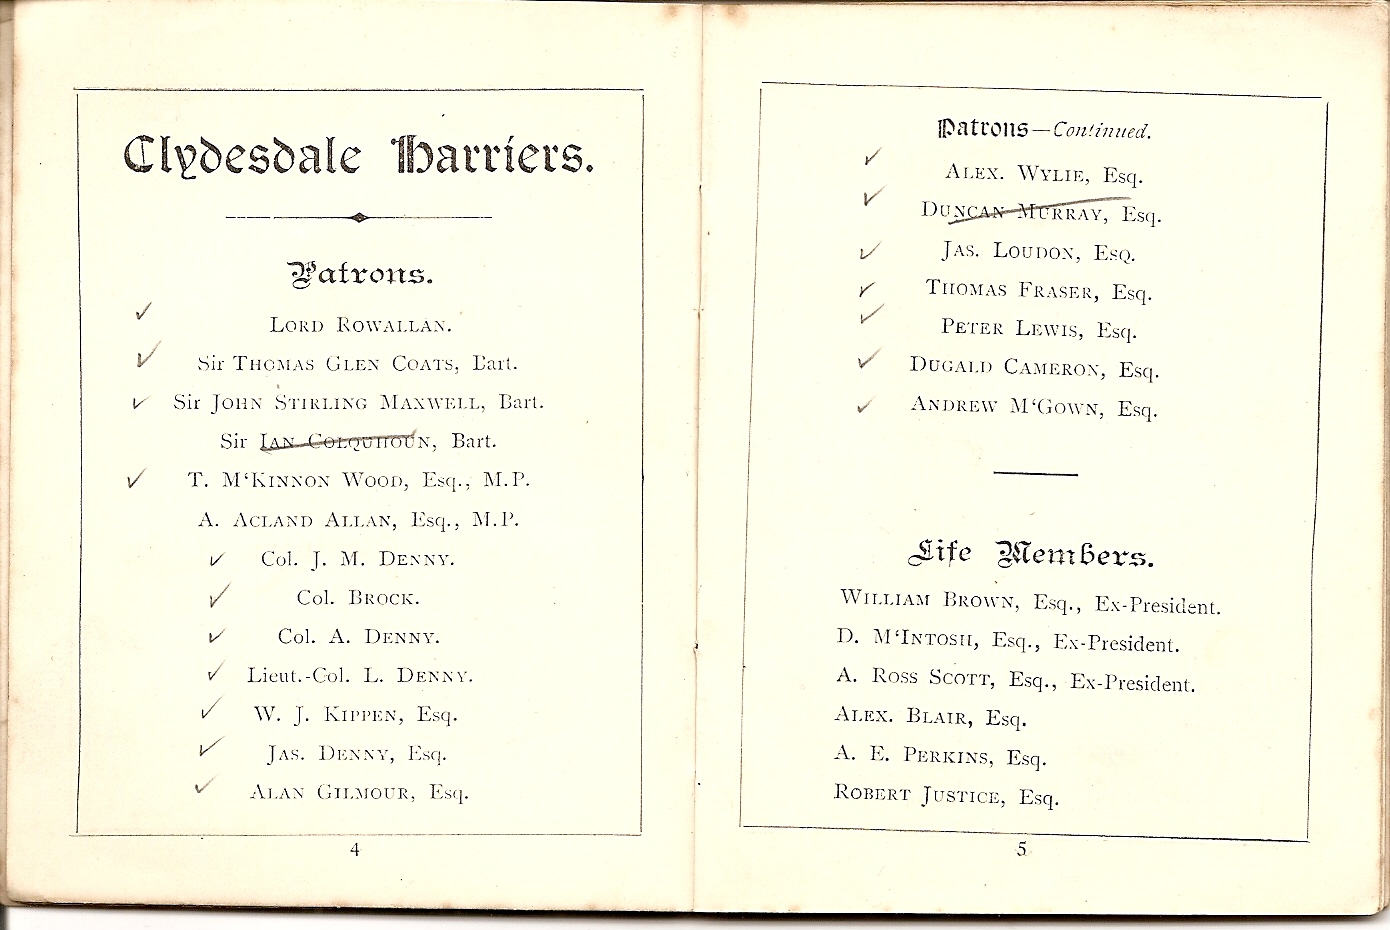 Clydesdale Harriers.
Patrons.
Lord Rowallan.
Sir Thomas Glen Coats, Bart.
Sir John Stirling Maxwell, Bart.
Sir Ian Colquhoun, Bart.
T. M‘Kinnon Wood, Esq., M.P.
A. Acland Allan, Esq., M.P.
Col. J. M. Denny.
Col. Brock.
Col. A. Denny.
Lieut.-Col. L. Denny.
W. J. Kippen, Esq.
Jas. Denny, Esq.
Alan Gilmour, Esq.
4
Patrons—Continued.
Alex. Wylie, Esq.
Duncan Murray, Esq.
Jas. Loudon, Esq.
Thomas Fraser, Esq.
Peter Lewis, Esq.
Dugald Cameron, Esq.
Andrew M‘Gown, Esq.
Life Members.
William Brown, Esq., Ex-President.
D. M‘Intosh, Esq., Ex-President.
A. Ross Scott, Esq., Ex-President.
Alex. Blair, Esq.
A. E. Perkins, Esq.
Robert Justice, Esq.
5